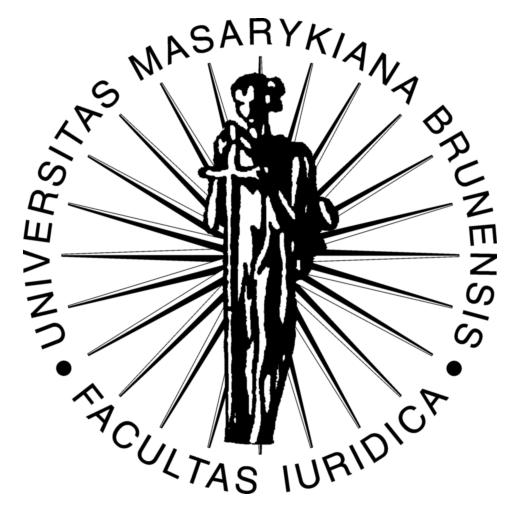 UNIVERSITAS MASARYKIANA BRUNENSIS
• FACULTAS IURIDICA •